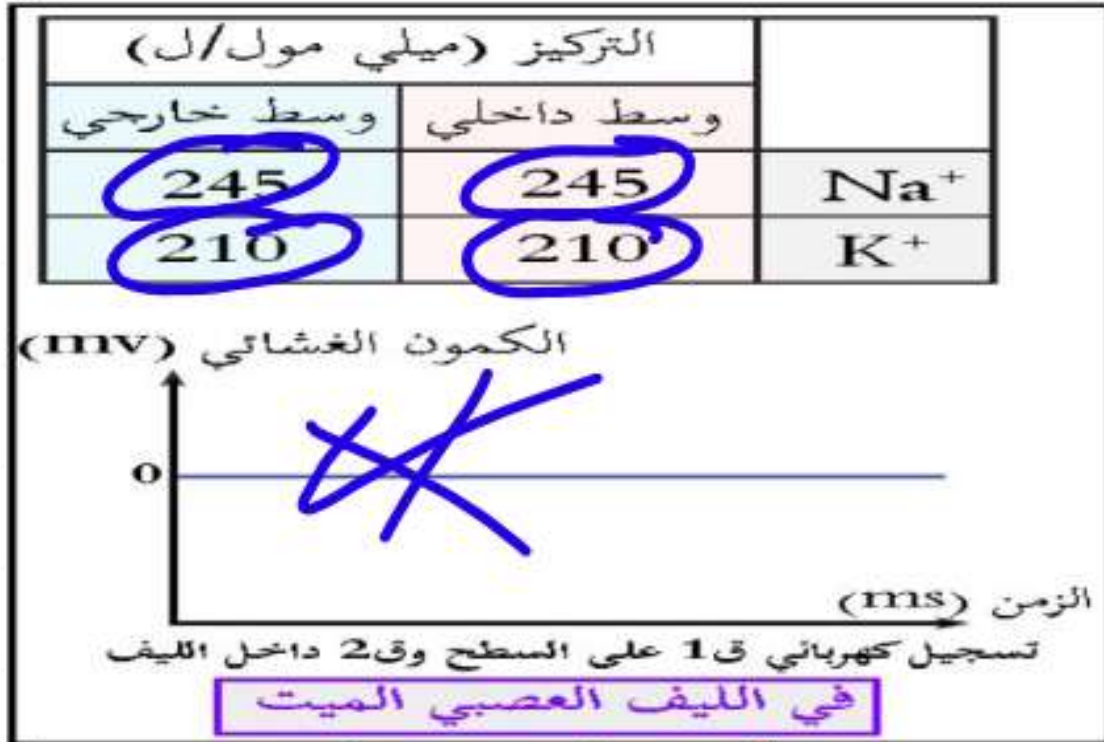 التركيز (ميلي مول/ل)
وسط داخلي وسط خارجي
Na⁺ 245 245
K⁺ 210 210
الكمون الغشائي (mv)
0
الزمن (ms)
تسجيل كهربائي ق1 على السطح وق2 داخل الليف
في الليف العصبي الميت